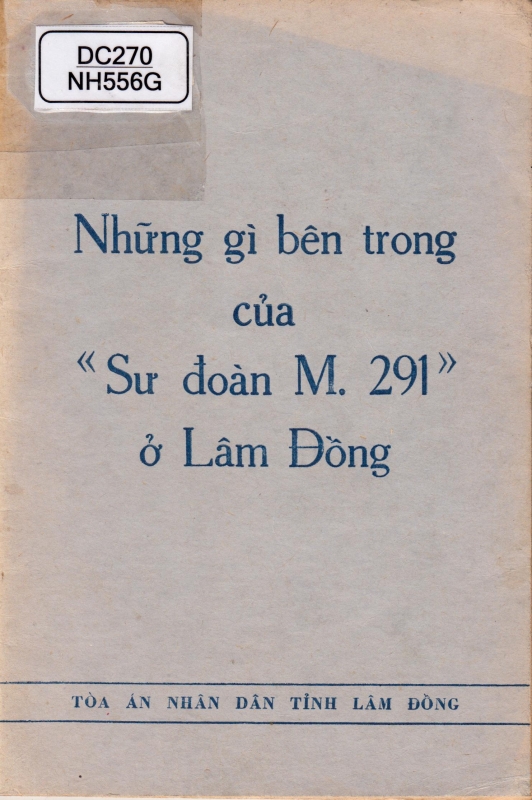 DC270
NH556G
Những gì bên trong
của
“Sư đoàn M. 291”
ở Lâm Đồng
TÒA ÁN NHÂN DÂN TỈNH LÂM ĐỒNG